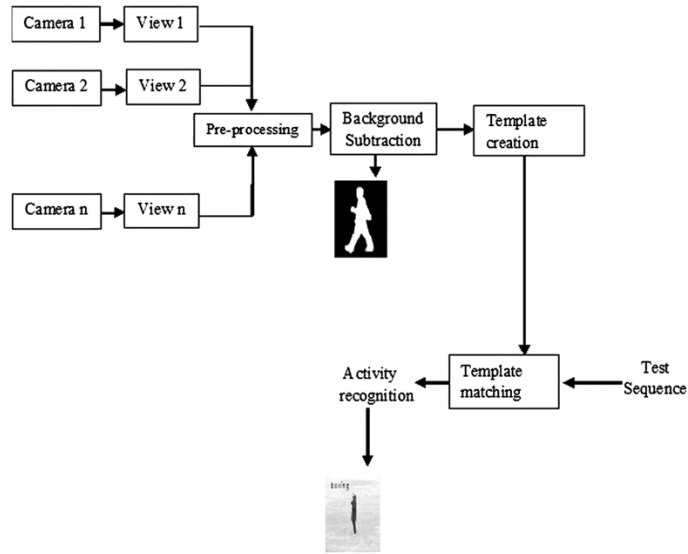 Camera 1
View 1
Camera 2
View 2
Pre-processing
Background
Subtraction
Template
creation
Camera n
View n
Activity
recognition
Template
matching
Test
Sequence
boxing